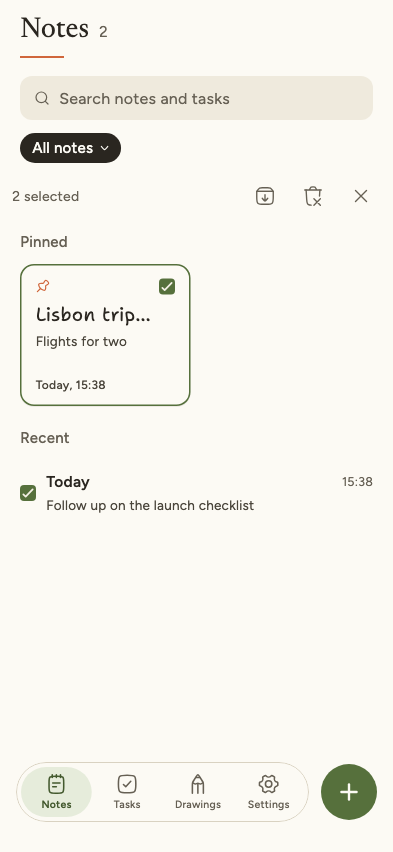 Notes 2
Search notes and tasks
All notes
2 selected
Pinned
Lisbon trip...
Flights for two
Today, 15:38
Recent
Today 15:38
Follow up on the launch checklist
Notes Tasks Drawings Settings